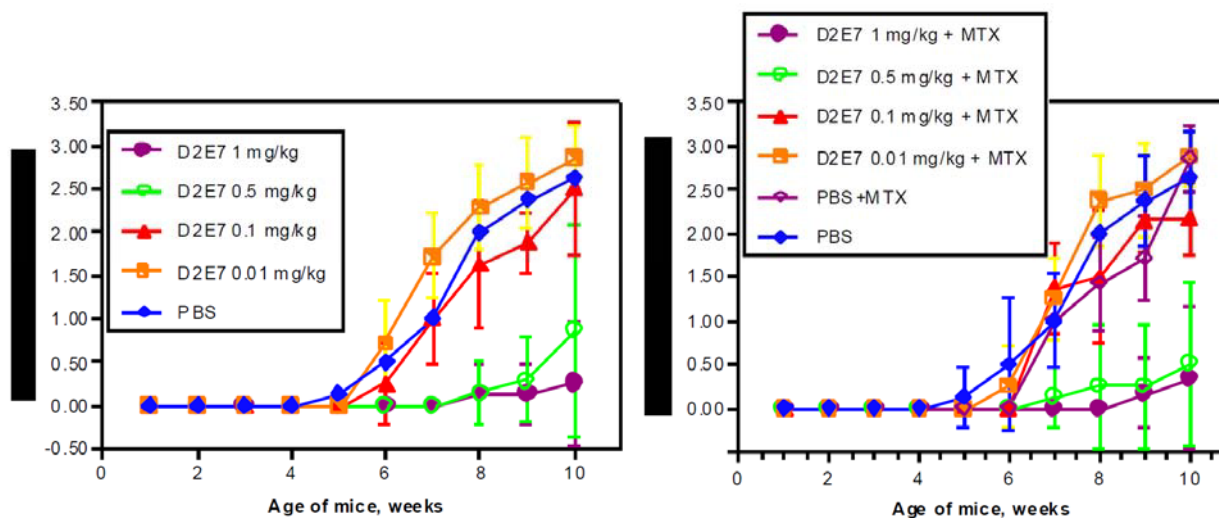 D2E7 1 mg/kg + MTX
D2E7 0.5 mg/kg + MTX
D2E7 0.1 mg/kg + MTX
D2E7 0.01 mg/kg + MTX
PBS +MTX
PBS
3.50
3.00
2.50
2.00
1.50
1.00
0.50
0.00
-0.50
D2E7 1 mg/kg
D2E7 0.5 mg/kg
D2E7 0.1 mg/kg
D2E7 0.01 mg/kg
PBS
0 2 4 6 8 10
Age of mice, weeks
3.50
3.00
2.50
2.00
1.50
1.00
0.50
0.00
0 2 4 6 8 10
Age of mice, weeks